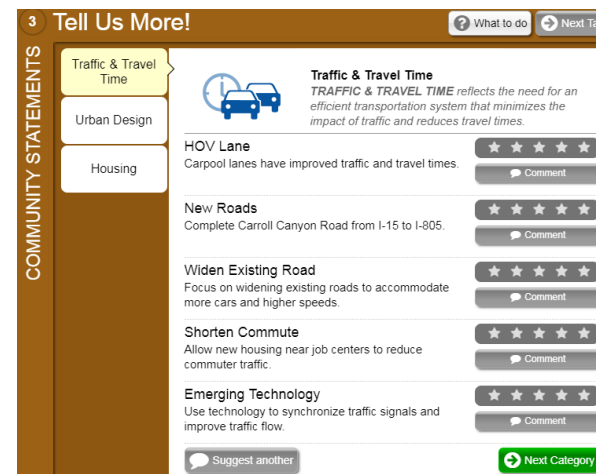 3 Tell Us More!
What to do
Next Ta
COMMUNITY STATEMENTS
Traffic & Travel
Time
Urban Design
Housing
Traffic & Travel Time
TRAFFIC & TRAVEL TIME reflects the need for an
efficient transportation system that minimizes the
impact of traffic and reduces travel times.
HOV Lane
Carpool lanes have improved traffic and travel times.
Comment
New Roads
Complete Carroll Canyon Road from I-15 to I-805.
Comment
Widen Existing Road
Focus on widening existing roads to accommodate
more cars and higher speeds.
Comment
Shorten Commute
Allow new housing near job centers to reduce
commuter traffic.
Comment
Emerging Technology
Use technology to synchronize traffic signals and
improve traffic flow.
Comment
Suggest another
Next Category